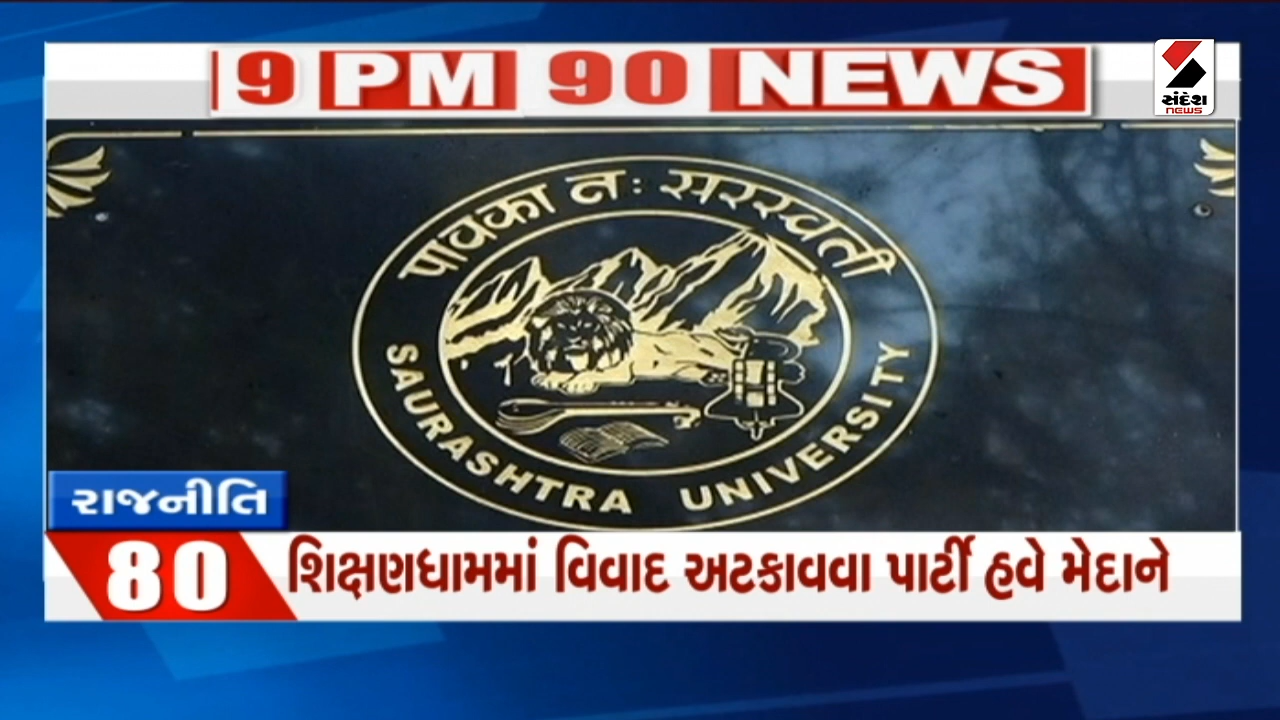 9 PM 90 NEWS
સંદેશ
NEWS
पावका नः सरस्वती
SAURASHTRA UNIVERSITY
રાજનીતિ
80 શિક્ષણધામમાં વિવાદ અટકાવવા પાર્ટી હવે મેદાને